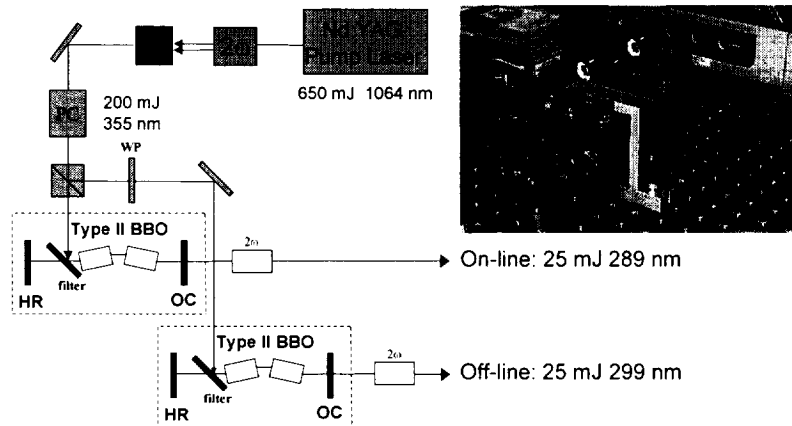 Nd:YAG
Pump Laser
2ω
650 mJ 1064 nm
PC
200 mJ
355 nm
WP
Type II BBO
2ω
On-line: 25 mJ 289 nm
filter
HR
OC
Type II BBO
2ω
Off-line: 25 mJ 299 nm
filter
HR
OC